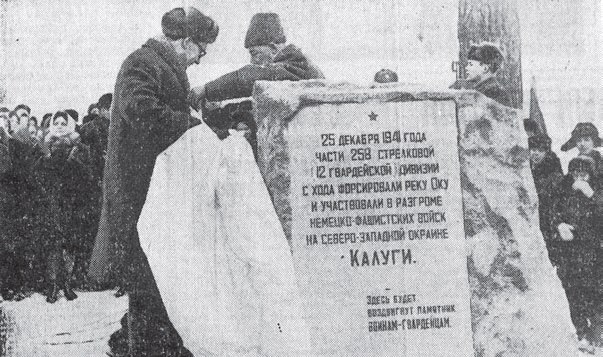 25 ДЕКАБРЯ 1941 ГОДА
ЧАСТИ 258 СТРЕЛКОВОЙ
(12 ГВАРДЕЙСКОЙ) ДИВИЗИИ
С ХОДА ФОРСИРОВАЛИ РЕКУ ОКУ
И УЧАСТВОВАЛИ В РАЗГРОМЕ
НЕМЕЦКО-ФАШИСТСКИХ ВОЙСК
НА СЕВЕРО-ЗАПАДНОЙ ОКРАИНЕ
КАЛУГИ.
ЗДЕСЬ БУДЕТ
ВОЗДВИГНУТ ПАМЯТНИК
ВОИНАМ-ГВАРДЕЙЦАМ.